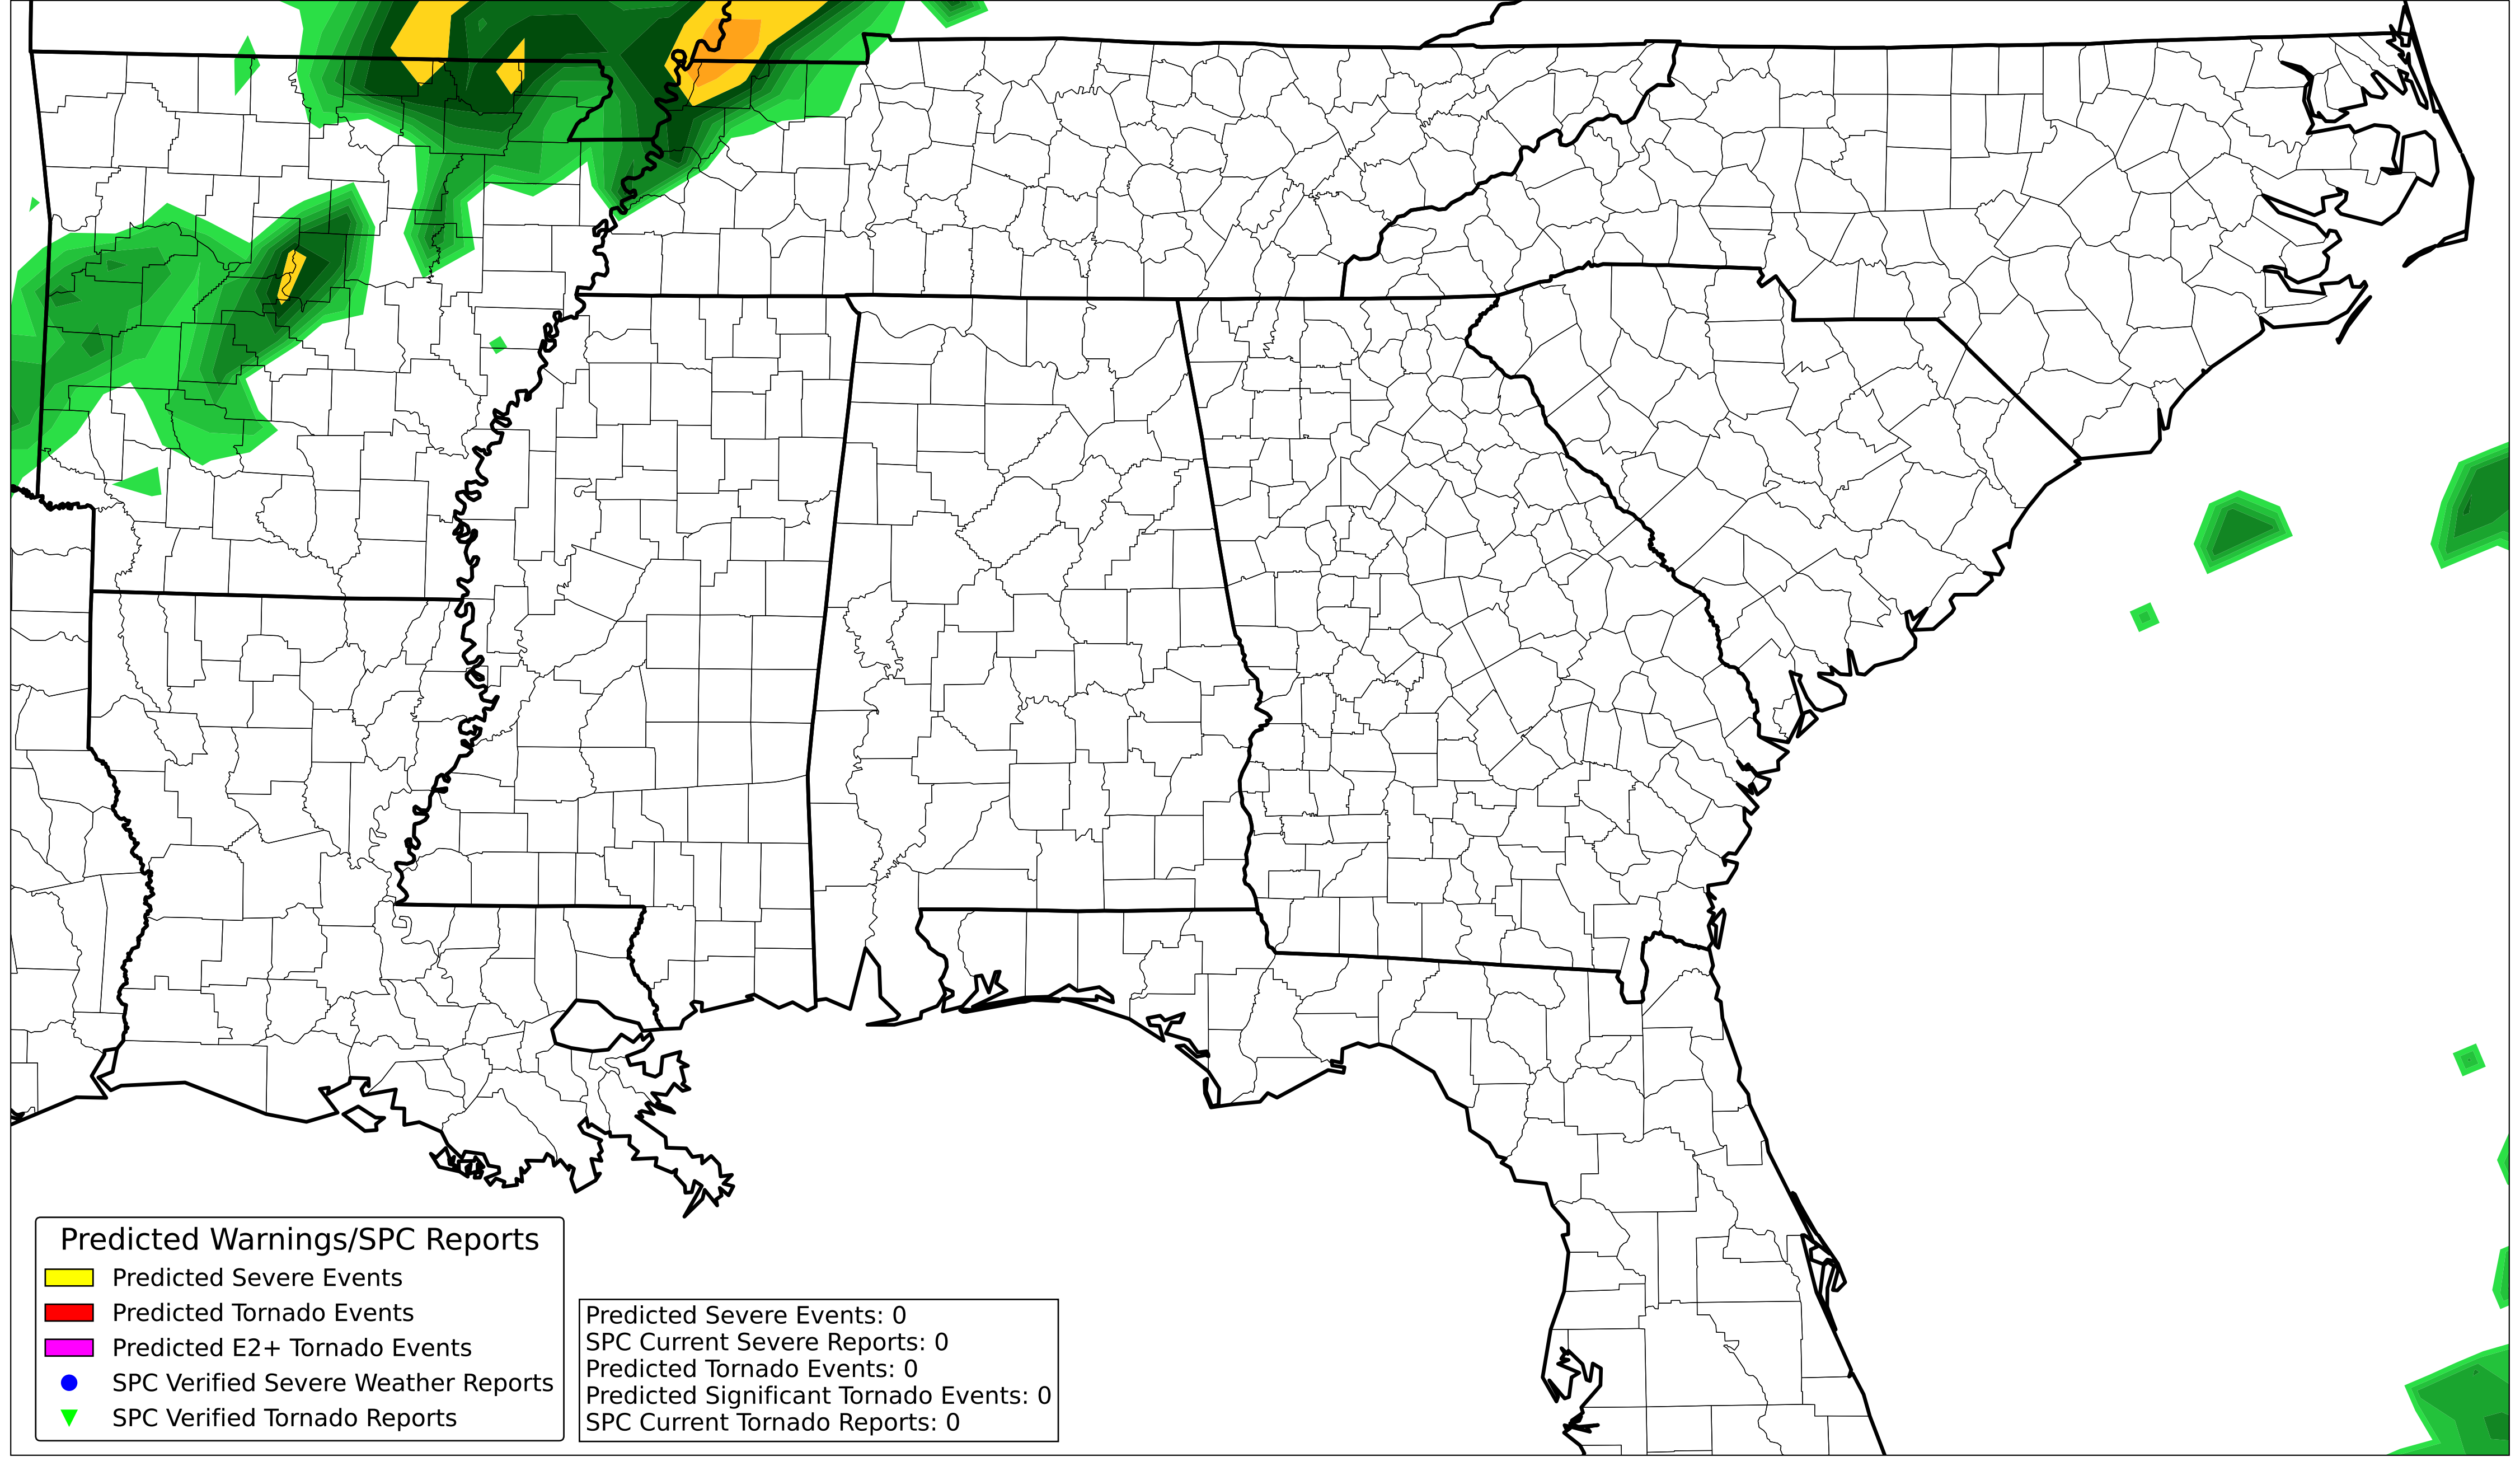 Predicted Warnings/SPC Reports
Predicted Severe Events
Predicted Tornado Events
Predicted E2+ Tornado Events
SPC Verified Severe Weather Reports
SPC Verified Tornado Reports
Predicted Severe Events: 0
SPC Current Severe Reports: 0
Predicted Tornado Events: 0
Predicted Significant Tornado Events: 0
SPC Current Tornado Reports: 0